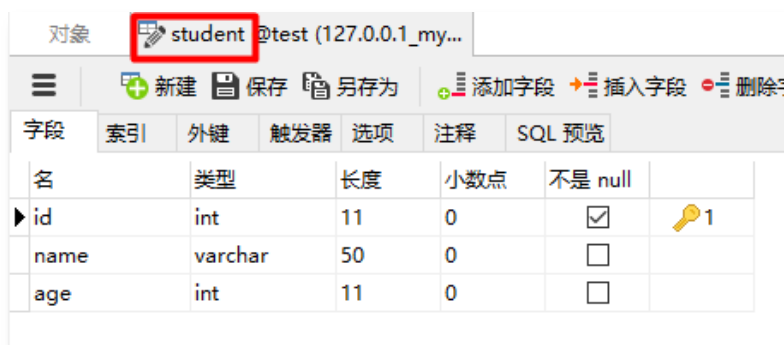 对象 student @test (127.0.0.1_my...
新建 保存 另存为 添加字段 插入字段 删除
字段 索引 外键 触发器 选项 注释 SQL 预览
名 类型 长度 小数点 不是 null
id int 11 0 1
name varchar 50 0
age int 11 0